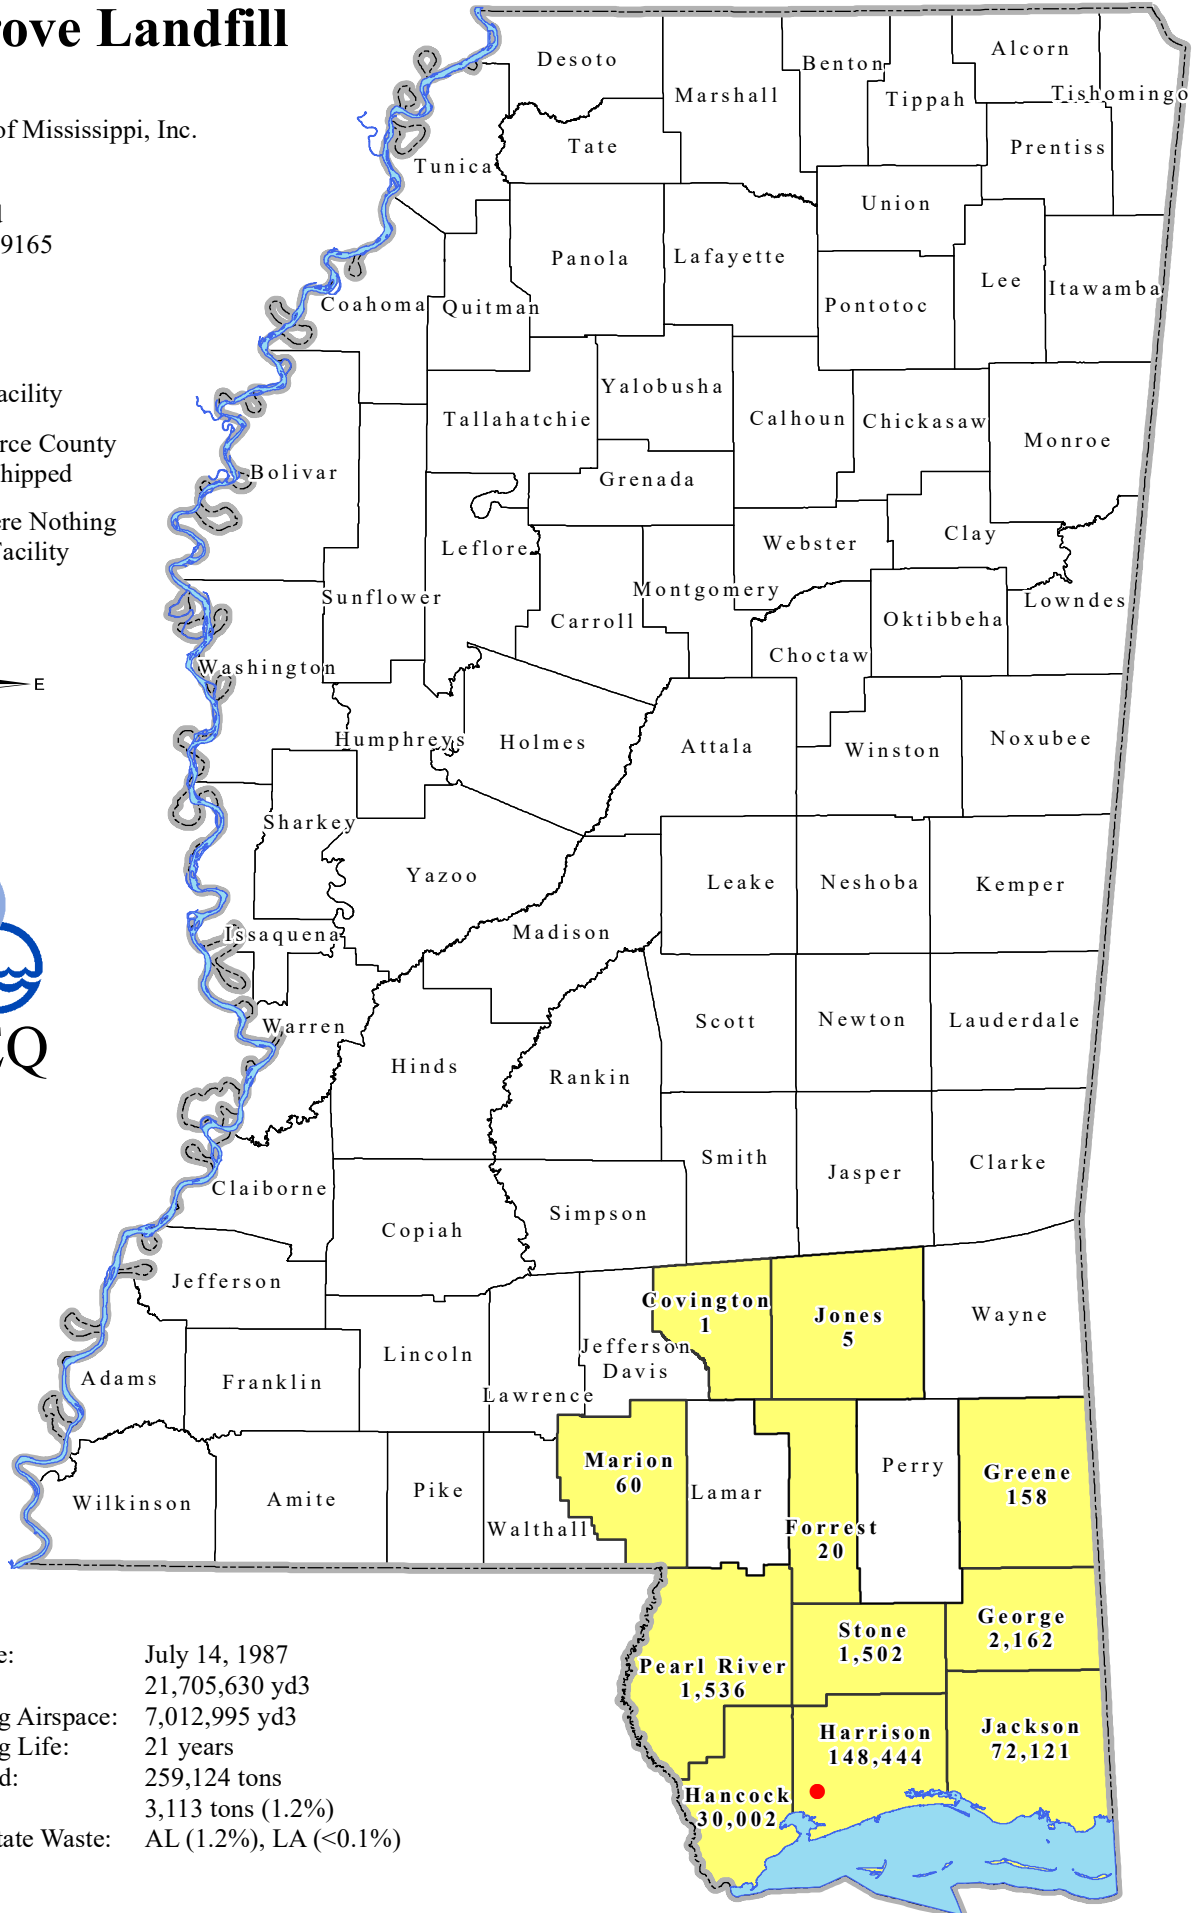 ove Landfill
of Mississippi, Inc.
9165
acility
rce County
hipped
ere Nothing
Facility
E
CQ
Desoto
Marshall
Benton
Tippah
Alcorn
Tishomingo
Tunica
Tate
Prentiss
Union
Panola
Lafayette
Lee
Itawamba
Pontotoc
Coahoma
Quitman
Yalobusha
Tallahatchie
Calhoun
Chickasaw
Monroe
Bolivar
Grenada
Leflore
Webster
Clay
Sunflower
Montgomery
Lowndes
Carroll
Oktibbeha
Choctaw
Washington
Humphreys
Holmes
Attala
Winston
Noxubee
Sharkey
Yazoo
Leake
Neshoba
Kemper
Issaquena
Madison
Warren
Scott
Newton
Lauderdale
Hinds
Rankin
Smith
Jasper
Clarke
Claiborne
Copiah
Simpson
Jefferson
Covington
1
Jones
5
Wayne
Lincoln
Jefferson
Davis
Adams
Franklin
Lawrence
Marion
60
Perry
Greene
158
Wilkinson
Amite
Pike
Lamar
Walthall
Forrest
20
George
2,162
Stone
1,502
Pearl River
1,536
Harrison
148,444
Jackson
72,121
Hancock
30,002
e: July 14, 1987
21,705,630 yd3
g Airspace: 7,012,995 yd3
g Life: 21 years
d: 259,124 tons
3,113 tons (1.2%)
tate Waste: AL (1.2%), LA (<0.1%)